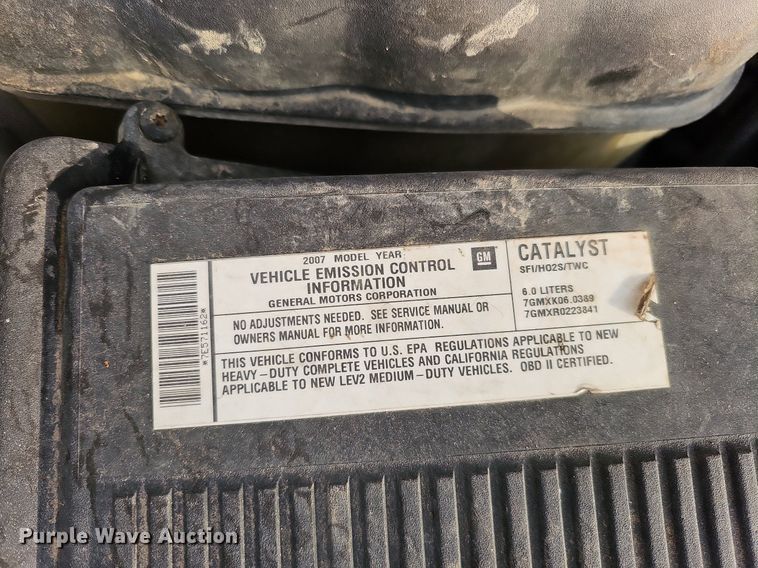 2007 MODEL YEAR
VEHICLE EMISSION CONTROL
INFORMATION
GENERAL MOTORS CORPORATION
GM
CATALYST
SFI/HO2S/TWC
NO ADJUSTMENTS NEEDED. SEE SERVICE MANUAL OR
OWNERS MANUAL FOR MORE INFORMATION.
6.0 LITERS
7GMXK06.0389
7GMXR0223841
THIS VEHICLE CONFORMS TO U.S. EPA REGULATIONS APPLICABLE TO NEW
HEAVY-DUTY COMPLETE VEHICLES AND CALIFORNIA REGULATIONS
APPLICABLE TO NEW LEV2 MEDIUM-DUTY VEHICLES. OBD II CERTIFIED.
*7E571162*
Purple Wave Auction